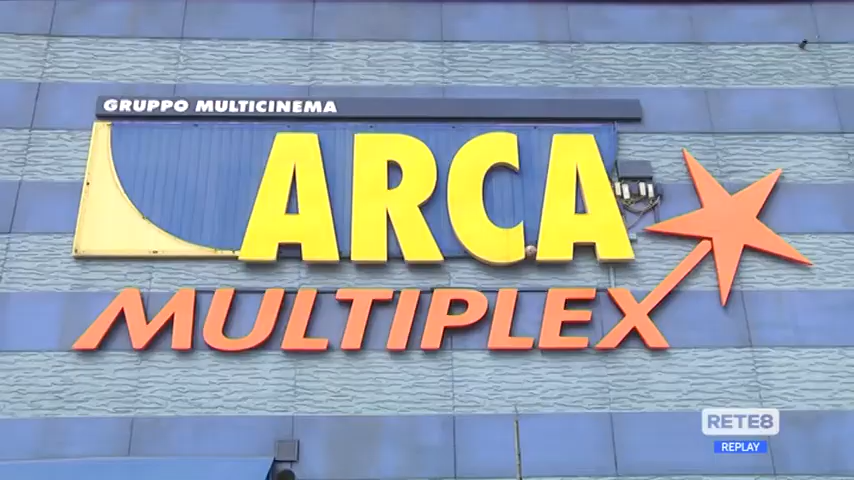 GRUPPO MULTICINEMA
ARCA
MULTIPLEX
RETE8
REPLAY